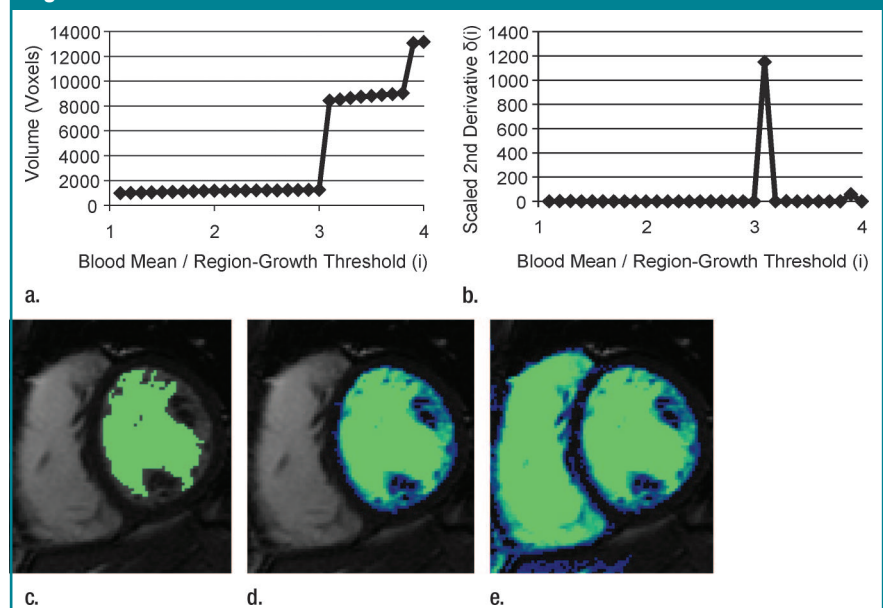 14000
12000
10000
8000
6000
4000
2000
0
Volume (Voxels)
1 2 3 4
Blood Mean / Region-Growth Threshold (i)
a.
1400
1200
1000
800
600
400
200
0
Scaled 2nd Derivative δ(i)
1 2 3 4
Blood Mean / Region-Growth Threshold (i)
b.
c. d. e.